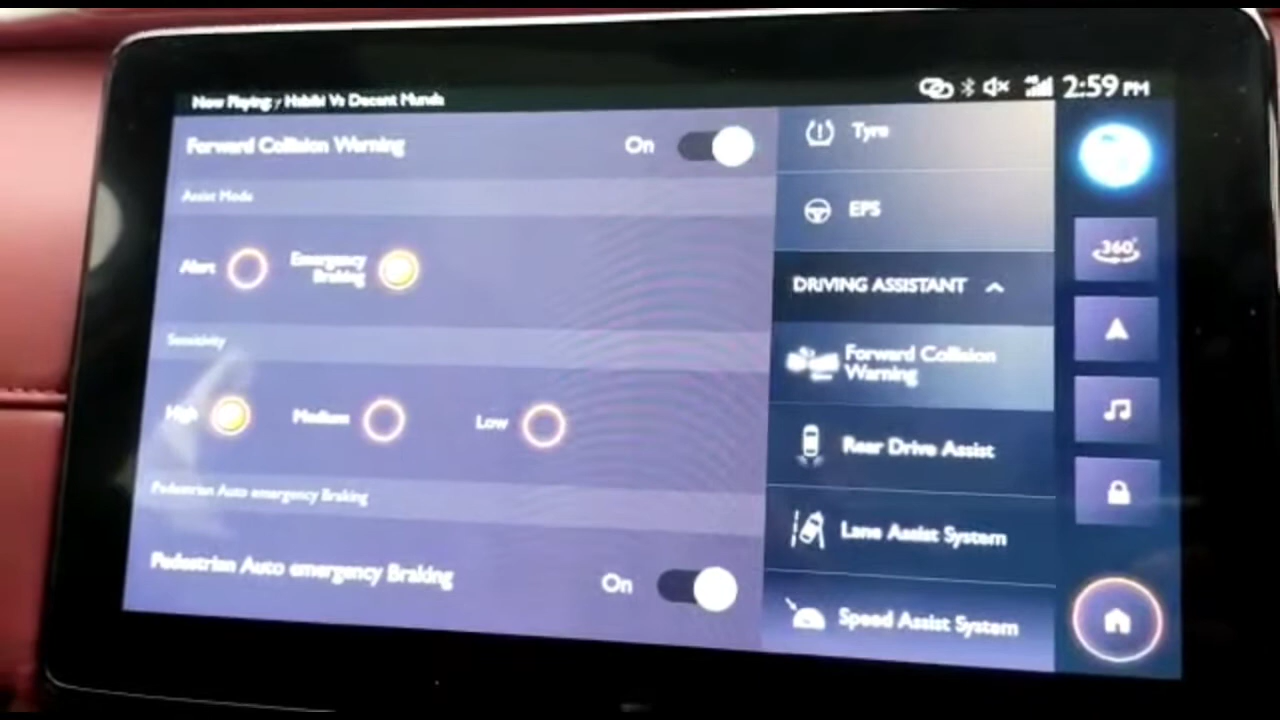 Now Playing: Habibi Vs Decent Munda
2:59 PM
Forward Collision Warning
On
Assist Mode
Alert
Emergency
Braking
Sensitivity
High
Medium
Low
Pedestrian Auto emergency Braking
Pedestrian Auto emergency Braking
On
Tyre
EPS
DRIVING ASSISTANT
Forward Collision
Warning
Rear Drive Assist
Lane Assist System
Speed Assist System
360°